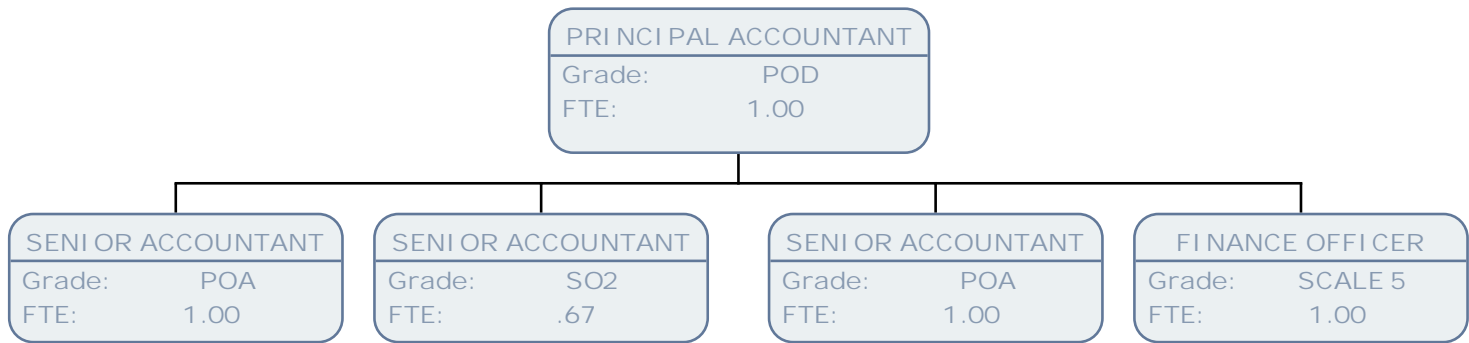 PRINCIPAL ACCOUNTANT
Grade: POD
FTE: 1.00
SENIOR ACCOUNTANT
Grade: POA
FTE: 1.00
SENIOR ACCOUNTANT
Grade: SO2
FTE: .67
SENIOR ACCOUNTANT
Grade: POA
FTE: 1.00
FINANCE OFFICER
Grade: SCALE 5
FTE: 1.00